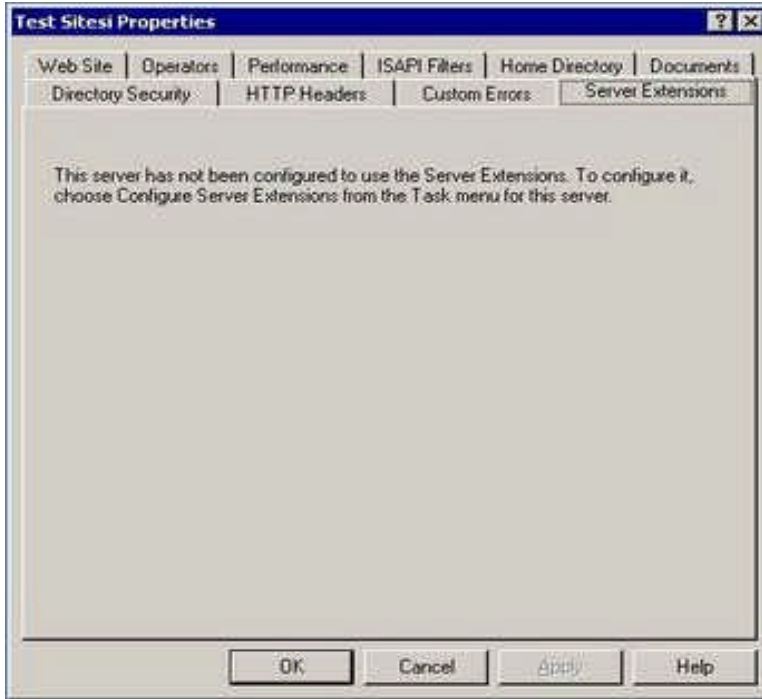 Test Sitesi Properties
Web Site Operators Performance ISAPI Filters Home Directory Documents
Directory Security HTTP Headers Custom Errors Server Extensions
This server has not been configured to use the Server Extensions. To configure it,
choose Configure Server Extensions from the Task menu for this server.
OK Cancel Apply Help